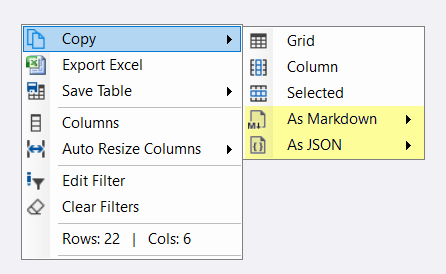 Copy
Export Excel
Save Table
Columns
Auto Resize Columns
Edit Filter
Clear Filters
Rows: 22 | Cols: 6
Grid
Column
Selected
M↓ As Markdown
{} As JSON